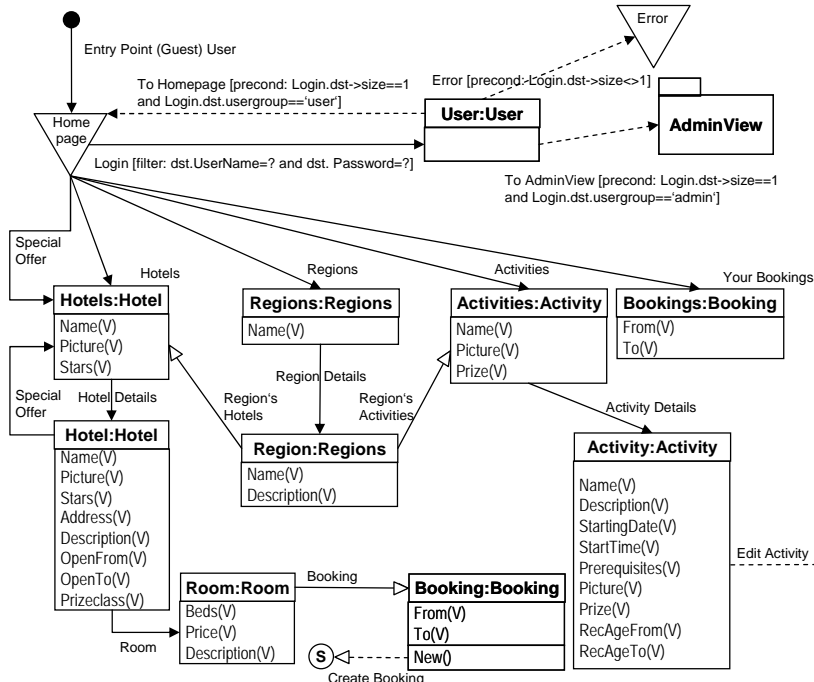 Error
Entry Point (Guest) User
To Homepage [precond: Login.dst->size==1
and Login.dst.usergroup=='user']
Error [precond: Login.dst->size<>1]
Home
page
User:User
AdminView
Login [filter: dst.UserName=? and dst. Password=?]
To AdminView [precond: Login.dst->size==1
and Login.dst.usergroup=='admin']
Special
Offer
Hotels
Regions
Activities
Your Bookings
Hotels:Hotel
Name(V)
Picture(V)
Stars(V)
Regions:Regions
Name(V)
Activities:Activity
Name(V)
Picture(V)
Prize(V)
Bookings:Booking
From(V)
To(V)
Special
Offer
Hotel Details
Region's
Hotels
Region Details
Region's
Activities
Activity Details
Hotel:Hotel
Name(V)
Picture(V)
Stars(V)
Address(V)
Description(V)
OpenFrom(V)
OpenTo(V)
Prizeclass(V)
Region:Regions
Name(V)
Description(V)
Activity:Activity
Name(V)
Description(V)
StartingDate(V)
StartTime(V)
Prerequisites(V)
Picture(V)
Prize(V)
RecAgeFrom(V)
RecAgeTo(V)
Edit Activity
Room
Room:Room
Beds(V)
Price(V)
Description(V)
Booking
Booking:Booking
From(V)
To(V)
New()
S
Create Booking